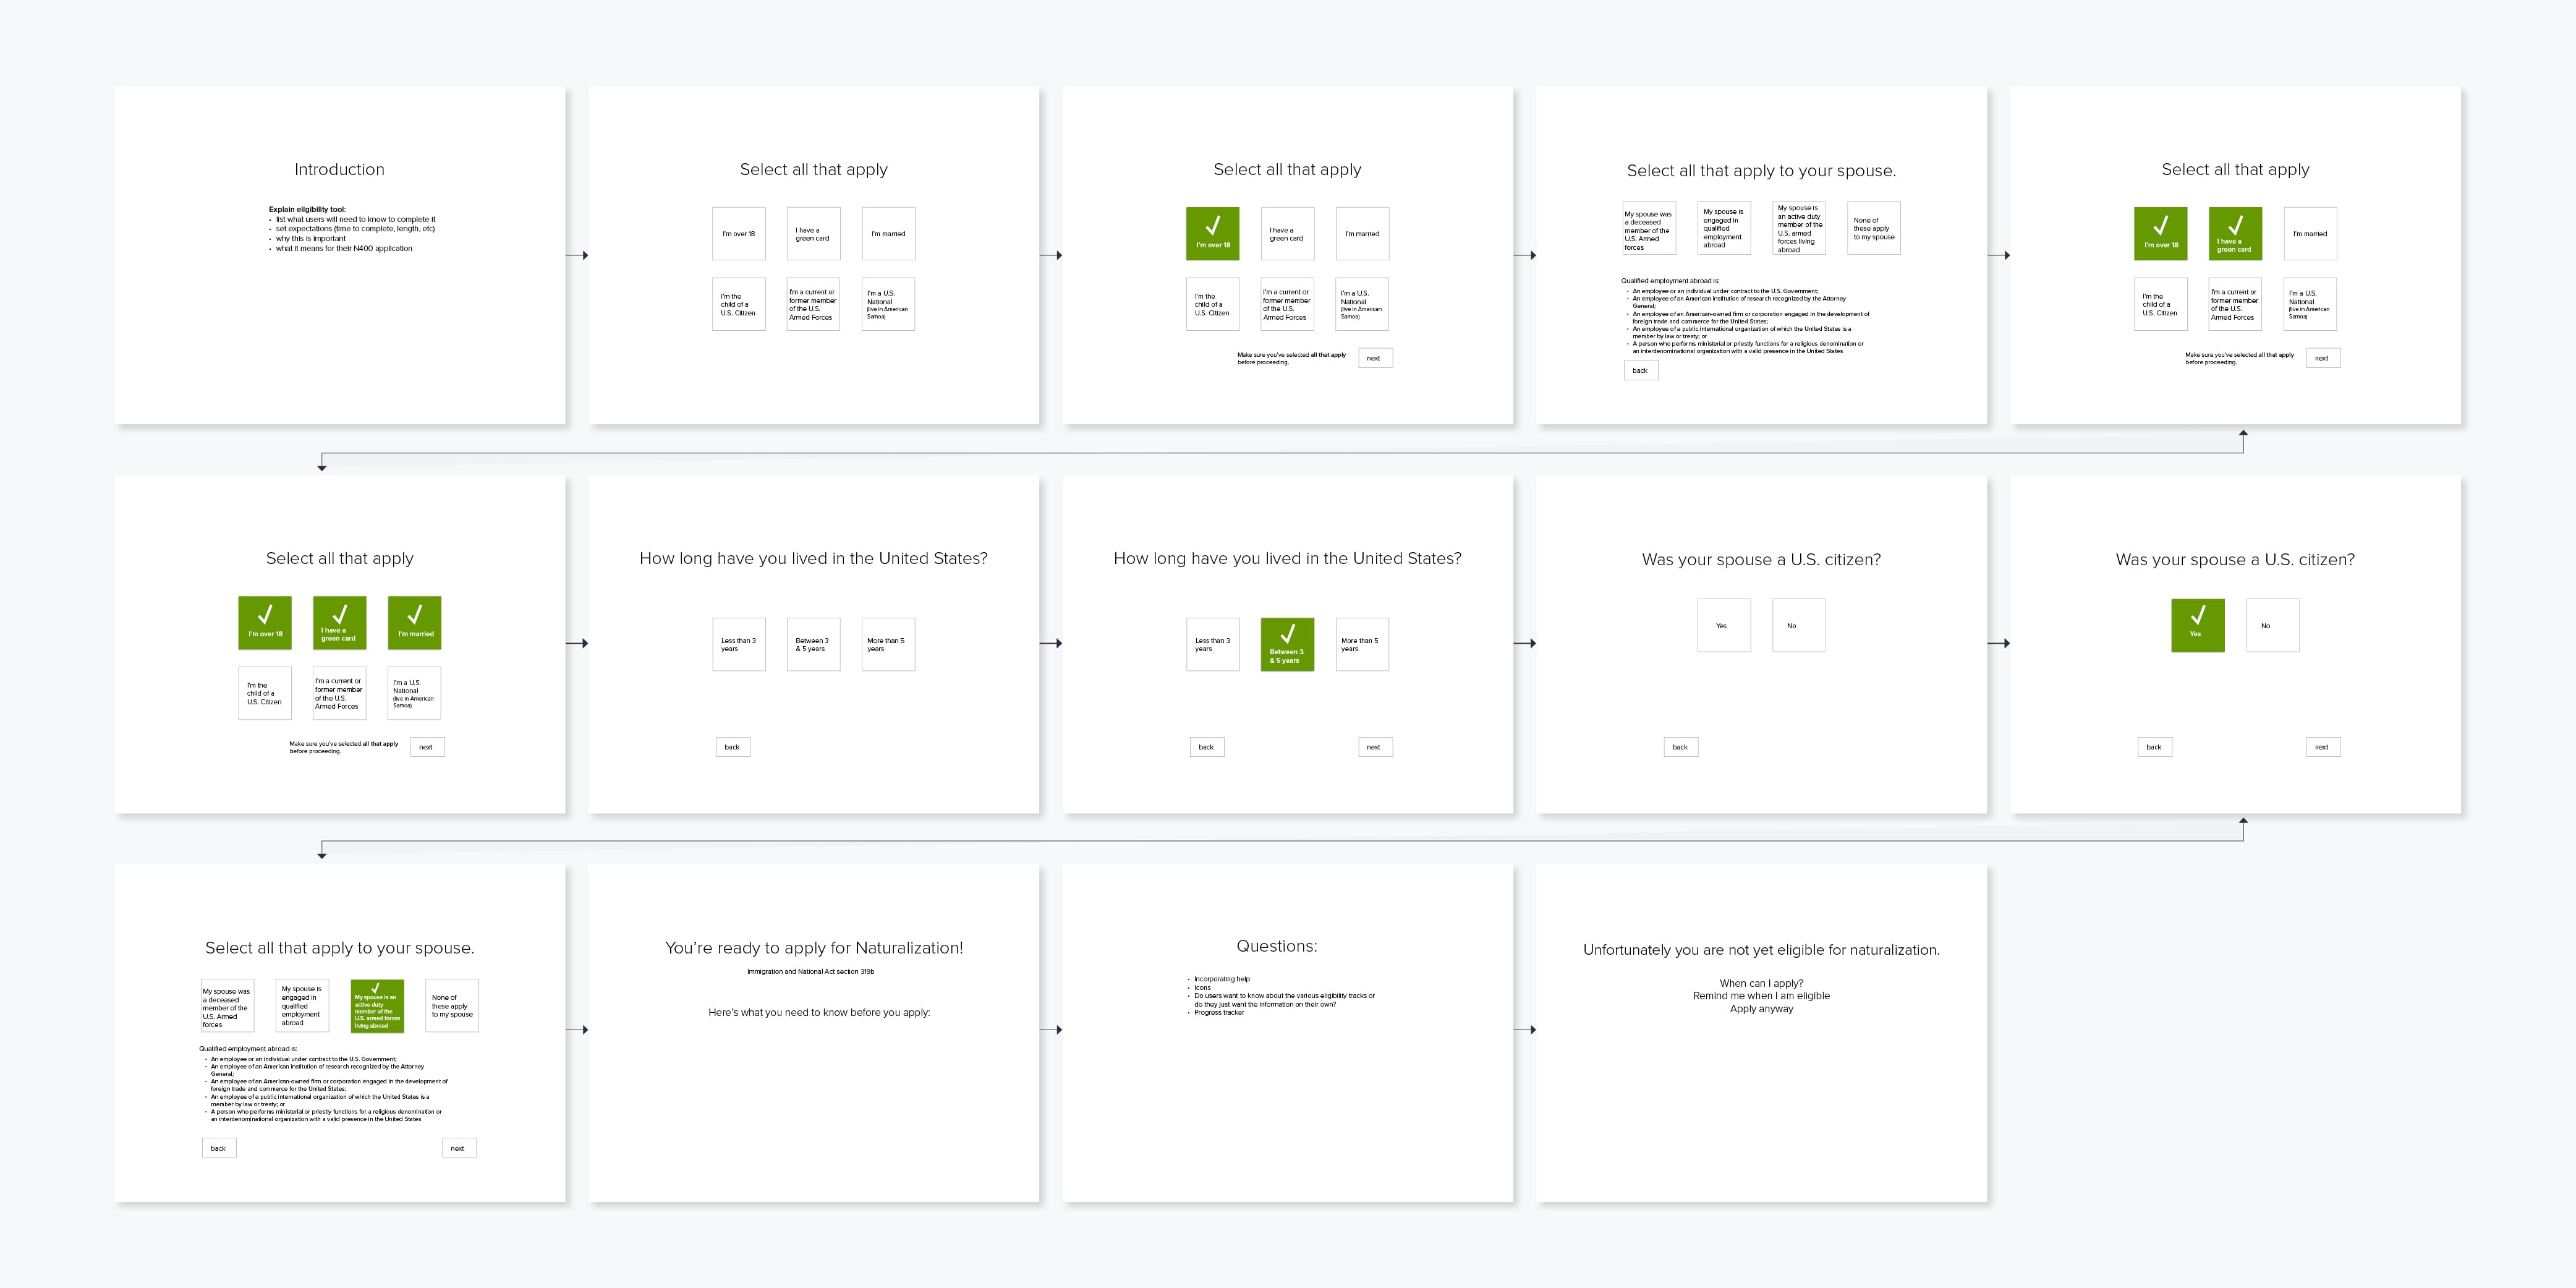 Introduction
Explain eligibility tool:
• list what users will need to know to complete it
• set expectations (time to complete, length, etc)
• why this is important
• what it means for their N400 application
Select all that apply
I'm over 18
I have a
green card
I'm married
I'm the
child of a
U.S. Citizen
I'm a current or
former member
of the U.S.
Armed Forces
I'm a U.S.
National
(live in American
Samoa)
Select all that apply
I'm over 18
I have a
green card
I'm married
I'm the
child of a
U.S. Citizen
I'm a current or
former member
of the U.S.
Armed Forces
I'm a U.S.
National
(live in American
Samoa)
Make sure you've selected all that apply
before proceeding.
next
Select all that apply to your spouse.
My spouse was
a deceased
member of the
U.S. Armed
forces
My spouse is
engaged in
qualified
employment
abroad
My spouse is
an active duty
member of the
U.S. armed
forces living
abroad
None of
these apply
to my spouse
Qualified employment abroad is:
• An employee or an individual under contract to the U.S. Government;
• An employee of an American institution of research recognized by the Attorney
General;
• An employee of an American-owned firm or corporation engaged in the development of
foreign trade and commerce for the United States;
• An employee of a public international organization of which the United States is a
member by law or treaty; or
• A person who performs ministerial or priestly functions for a religious denomination or
an interdenominational organization with a valid presence in the United States
back
Select all that apply
I'm over 18
I have a
green card
I'm married
I'm the
child of a
U.S. Citizen
I'm a current or
former member
of the U.S.
Armed Forces
I'm a U.S.
National
(live in American
Samoa)
Make sure you've selected all that apply
before proceeding.
next
Select all that apply
I'm over 18
I have a
green card
I'm married
I'm the
child of a
U.S. Citizen
I'm a current or
former member
of the U.S.
Armed Forces
I'm a U.S.
National
(live in American
Samoa)
Make sure you've selected all that apply
before proceeding.
next
How long have you lived in the United States?
Less than 3
years
Between 3
& 5 years
More than 5
years
back
How long have you lived in the United States?
Less than 3
years
Between 3
& 5 years
More than 5
years
back
next
Was your spouse a U.S. citizen?
Yes
No
back
Was your spouse a U.S. citizen?
Yes
No
back
next
Select all that apply to your spouse.
My spouse was
a deceased
member of the
U.S. Armed
forces
My spouse is
engaged in
qualified
employment
abroad
My spouse is an
active duty
member of the
U.S. armed forces
living abroad
None of
these apply
to my spouse
Qualified employment abroad is:
• An employee or an individual under contract to the U.S. Government;
• An employee of an American institution of research recognized by the Attorney
General;
• An employee of an American-owned firm or corporation engaged in the development of
foreign trade and commerce for the United States;
• An employee of a public international organization of which the United States is a
member by law or treaty; or
• A person who performs ministerial or priestly functions for a religious denomination or
an interdenominational organization with a valid presence in the United States
back
next
You're ready to apply for Naturalization!
Immigration and National Act section 319b
Here's what you need to know before you apply:
Questions:
• Incorporating help
• Icons
• Do users want to know about the various eligibility tracks or
do they just want the information on their own?
• Progress tracker
Unfortunately you are not yet eligible for naturalization.
When can I apply?
Remind me when I am eligible
Apply anyway